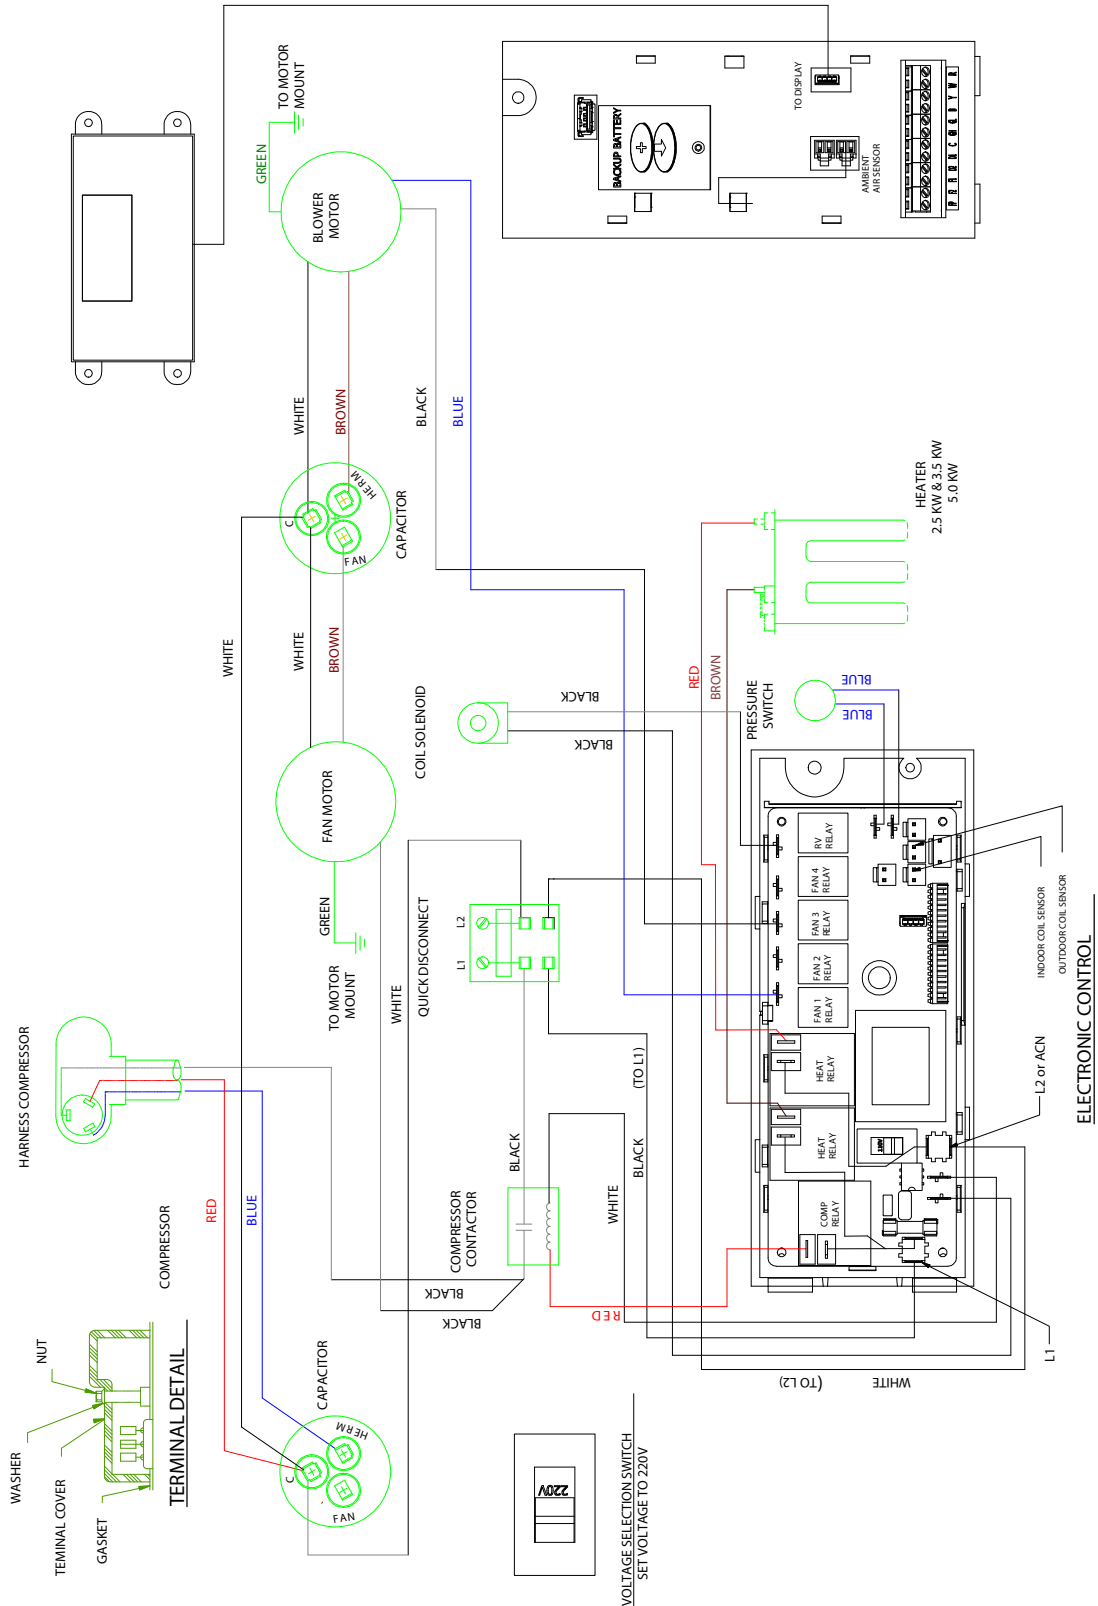 WASHER
NUT
TEMINAL COVER
GASKET
TERMINAL DETAIL
HARNESS COMPRESSOR
COMPRESSOR
RED
BLUE
WHITE
CAPACITOR
C
HERM
FAN
GREEN
TO MOTOR
MOUNT
FAN MOTOR
WHITE
BROWN
C
HERM
FAN
CAPACITOR
WHITE
BROWN
BLOWER
MOTOR
GREEN
TO MOTOR
MOUNT
BLACK
BLUE
WHITE
QUICK DISCONNECT
L1
L2
COIL SOLENOID
BLACK
BLACK
BLACK
BLACK
COMPRESSOR
CONTACTOR
BLACK
WHITE
BLACK
(TO L1)
RED
WHITE
(TO L2)
VOLTAGE SELECTION SWITCH
SET VOLTAGE TO 220V
220V
RED
BROWN
HEATER
2.5 KW & 3.5 KW
5.0 KW
PRESSURE
SWITCH
BLUE
BLUE
COMP
RELAY
HEAT
RELAY
HEAT
RELAY
FAN 1
RELAY
FAN 2
RELAY
FAN 3
RELAY
FAN 4
RELAY
RV
RELAY
L1
L2 or ACN
INDOOR COIL SENSOR
OUTDOOR COIL SENSOR
ELECTRONIC CONTROL
BACKUP BATTERY
TO DISPLAY
AMBIENT
AIR SENSOR